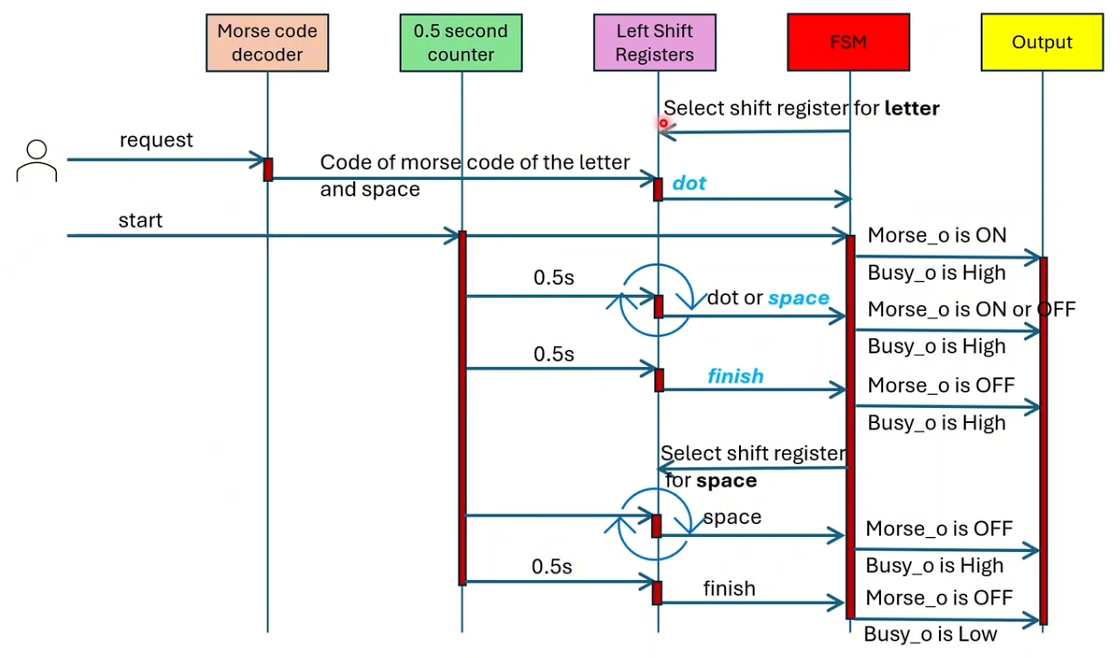 Morse code
decoder
0.5 second
counter
Left Shift
Registers
FSM
Output
Select shift register for letter
request
Code of morse code of the letter
and space
dot
start
Morse_o is ON
Busy_o is High
0.5s
dot or space
Morse_o is ON or OFF
Busy_o is High
0.5s
finish
Morse_o is OFF
Busy_o is High
Select shift register
for space
space
Morse_o is OFF
Busy_o is High
0.5s
finish
Morse_o is OFF
Busy_o is Low